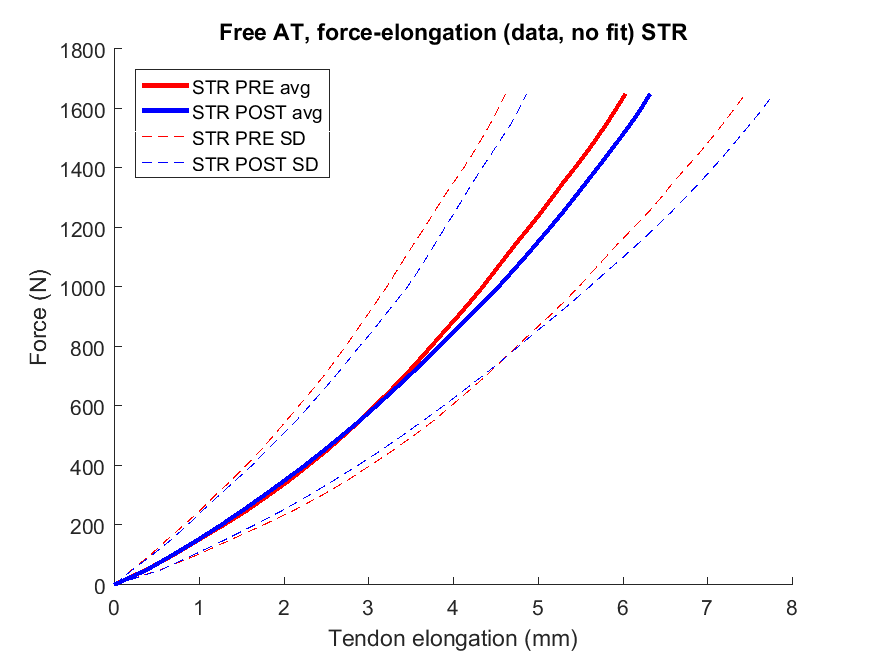 Free AT, force-elongation (data, no fit) STR
1800
1600
1400
1200
1000
800
600
400
200
0
Force (N)
STR PRE avg
STR POST avg
STR PRE SD
STR POST SD
0 1 2 3 4 5 6 7 8
Tendon elongation (mm)